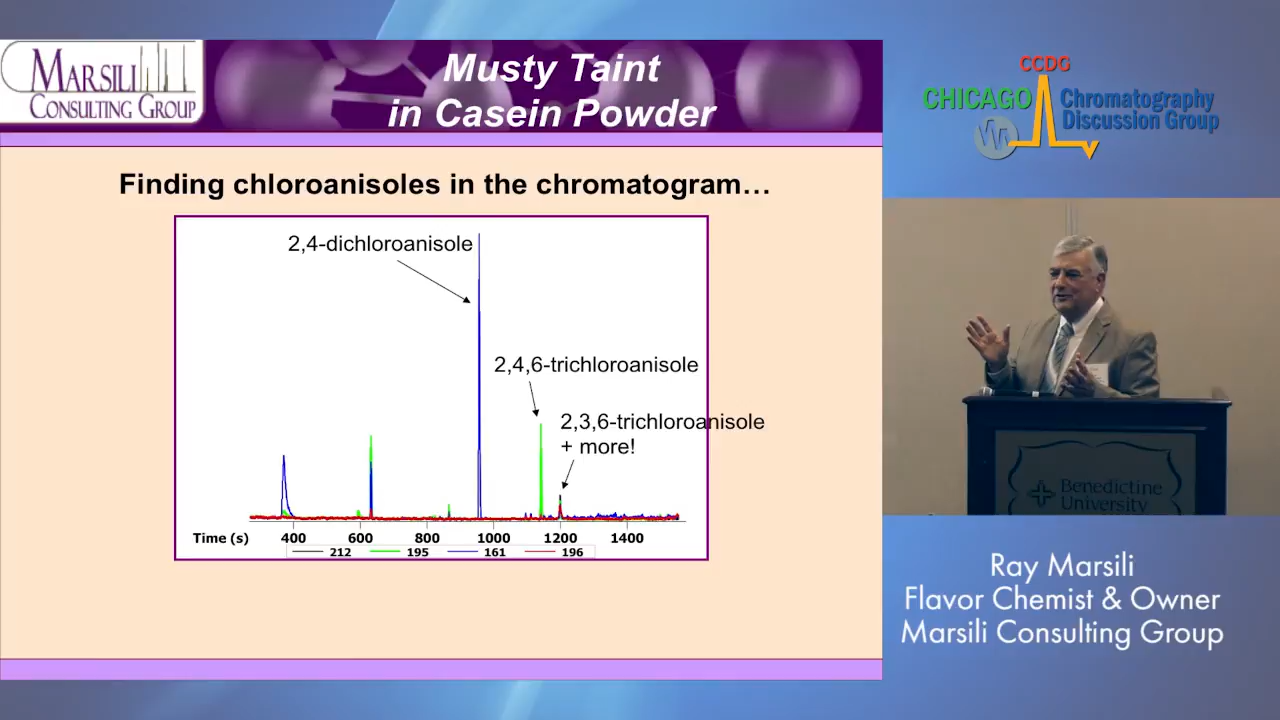 MARSILI
CONSULTING GROUP
Musty Taint
in Casein Powder
Finding chloroanisoles in the chromatogram…
2,4-dichloroanisole
2,4,6-trichloroanisole
2,3,6-trichloroanisole
+ more!
Time (s) 400 600 800 1000 1200 1400
212 195 161 196
CCDG
CHICAGO Chromatography
Discussion Group
Benedictine
University
Ray Marsili
Flavor Chemist & Owner
Marsili Consulting Group